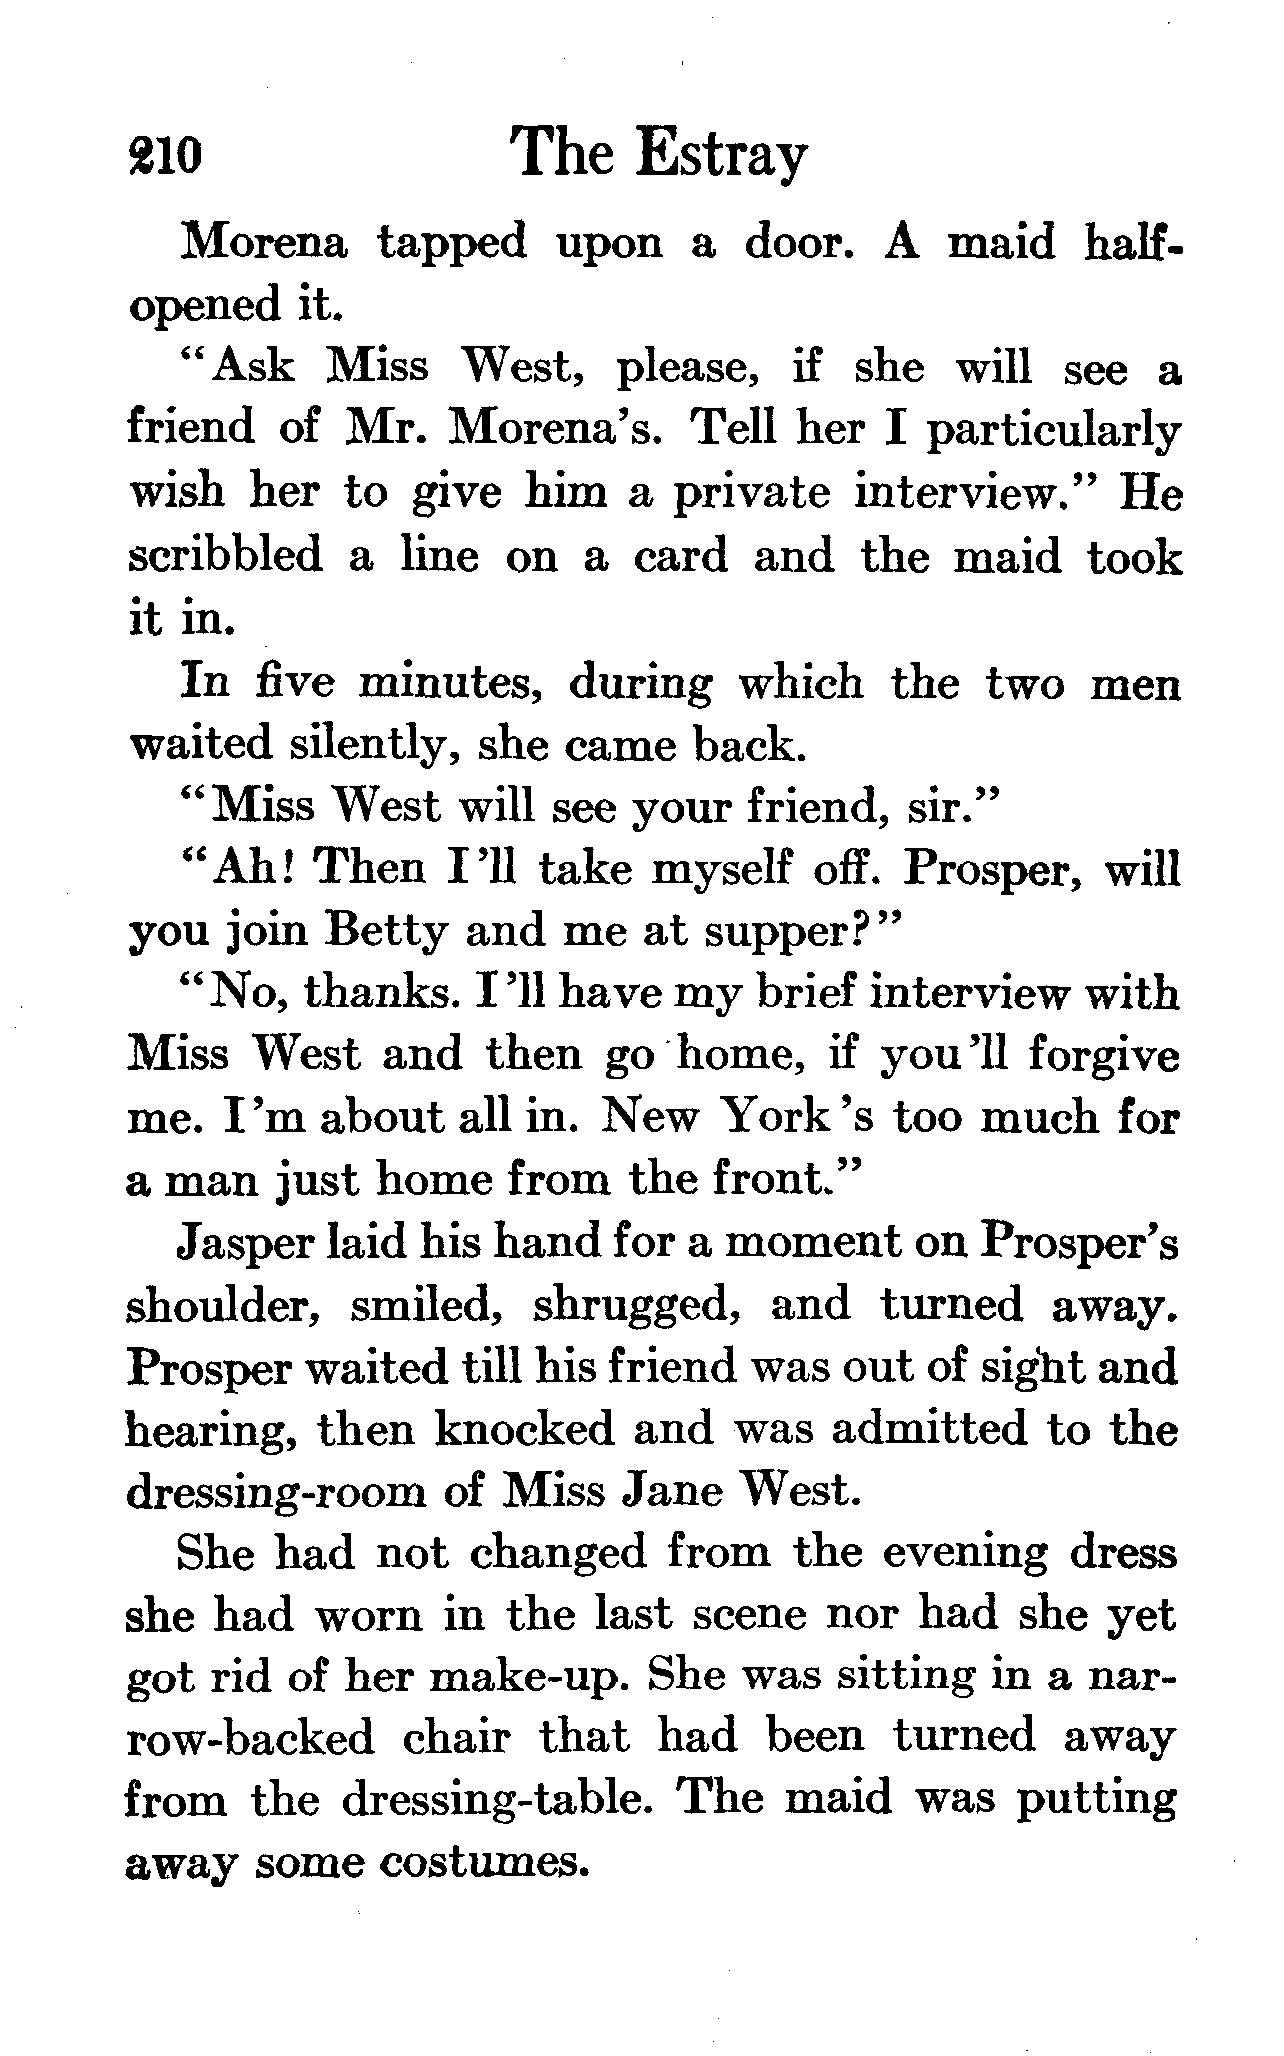 210 The Estray
Morena tapped upon a door. A maid half-
opened it.
"Ask Miss West, please, if she will see a
friend of Mr. Morena's. Tell her I particularly
wish her to give him a private interview." He
scribbled a line on a card and the maid took
it in.
In five minutes, during which the two men
waited silently, she came back.
"Miss West will see your friend, sir."
"Ah! Then I'll take myself off. Prosper, will
you join Betty and me at supper?"
"No, thanks. I'll have my brief interview with
Miss West and then go home, if you'll forgive
me. I'm about all in. New York's too much for
a man just home from the front."
Jasper laid his hand for a moment on Prosper's
shoulder, smiled, shrugged, and turned away.
Prosper waited till his friend was out of sight and
hearing, then knocked and was admitted to the
dressing-room of Miss Jane West.
She had not changed from the evening dress
she had worn in the last scene nor had she yet
got rid of her make-up. She was sitting in a nar-
row-backed chair that had been turned away
from the dressing-table. The maid was putting
away some costumes.